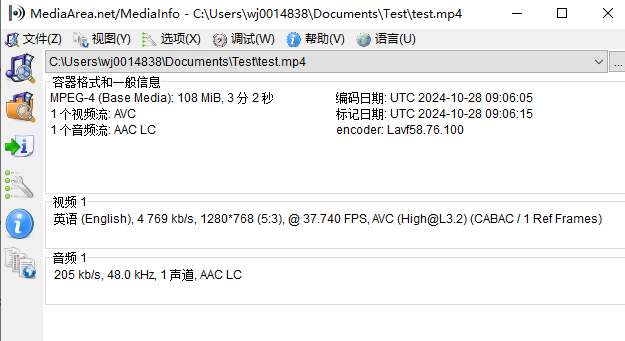 MediaArea.net/MediaInfo - C:\Users\wj0014838\Documents\Test\test.mp4
文件(Z) 视图(Y) 选项(X) 调试(W) 帮助(V) 语言(U)
C:\Users\wj0014838\Documents\Test\test.mp4 ...
容器格式和一般信息
MPEG-4 (Base Media): 108 MiB, 3 分 2 秒 编码日期: UTC 2024-10-28 09:06:05
1 个视频流: AVC 标记日期: UTC 2024-10-28 09:06:15
1 个音频流: AAC LC encoder: Lavf58.76.100
视频 1
英语 (English), 4 769 kb/s, 1280*768 (5:3), @ 37.740 FPS, AVC (High@L3.2) (CABAC / 1 Ref Frames)
音频 1
205 kb/s, 48.0 kHz, 1 声道, AAC LC